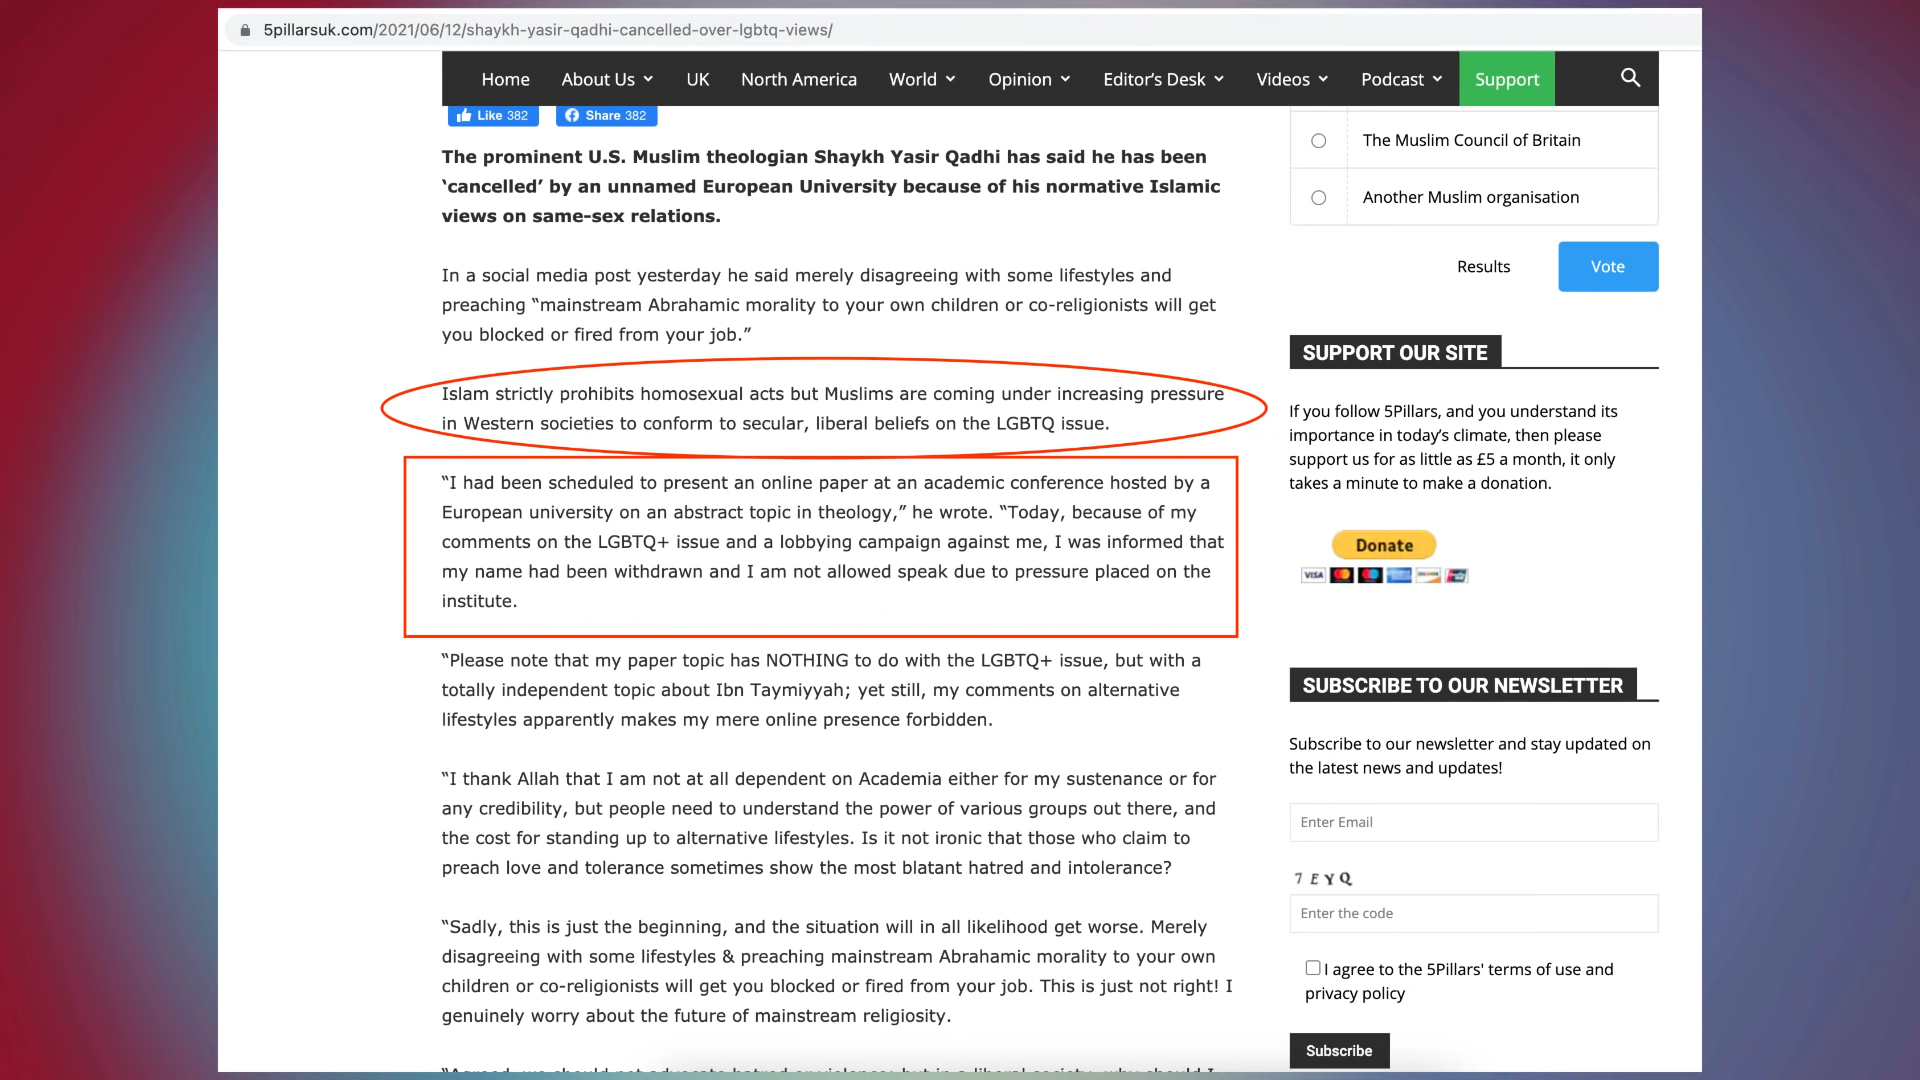 5pillarsuk.com/2021/06/12/shaykh-yasir-qadhi-cancelled-over-lgbtq-views/
Home About Us UK North America World Opinion Editor's Desk Videos Podcast Support
Like 382 Share 382
The prominent U.S. Muslim theologian Shaykh Yasir Qadhi has said he has been
‘cancelled’ by an unnamed European University because of his normative Islamic
views on same-sex relations.
In a social media post yesterday he said merely disagreeing with some lifestyles and
preaching “mainstream Abrahamic morality to your own children or co-religionists will get
you blocked or fired from your job.”
Islam strictly prohibits homosexual acts but Muslims are coming under increasing pressure
in Western societies to conform to secular, liberal beliefs on the LGBTQ issue.
“I had been scheduled to present an online paper at an academic conference hosted by a
European university on an abstract topic in theology,” he wrote. “Today, because of my
comments on the LGBTQ+ issue and a lobbying campaign against me, I was informed that
my name had been withdrawn and I am not allowed speak due to pressure placed on the
institute.
“Please note that my paper topic has NOTHING to do with the LGBTQ+ issue, but with a
totally independent topic about Ibn Taymiyyah; yet still, my comments on alternative
lifestyles apparently makes my mere online presence forbidden.
“I thank Allah that I am not at all dependent on Academia either for my sustenance or for
any credibility, but people need to understand the power of various groups out there, and
the cost for standing up to alternative lifestyles. Is it not ironic that those who claim to
preach love and tolerance sometimes show the most blatant hatred and intolerance?
“Sadly, this is just the beginning, and the situation will in all likelihood get worse. Merely
disagreeing with some lifestyles & preaching mainstream Abrahamic morality to your own
children or co-religionists will get you blocked or fired from your job. This is just not right! I
genuinely worry about the future of mainstream religiosity.
The Muslim Council of Britain
Another Muslim organisation
Results Vote
SUPPORT OUR SITE
If you follow 5Pillars, and you understand its
importance in today's climate, then please
support us for as little as £5 a month, it only
takes a minute to make a donation.
Donate
VISA
SUBSCRIBE TO OUR NEWSLETTER
Subscribe to our newsletter and stay updated on
the latest news and updates!
Enter Email
7 E Y Q
Enter the code
I agree to the 5Pillars' terms of use and
privacy policy
Subscribe